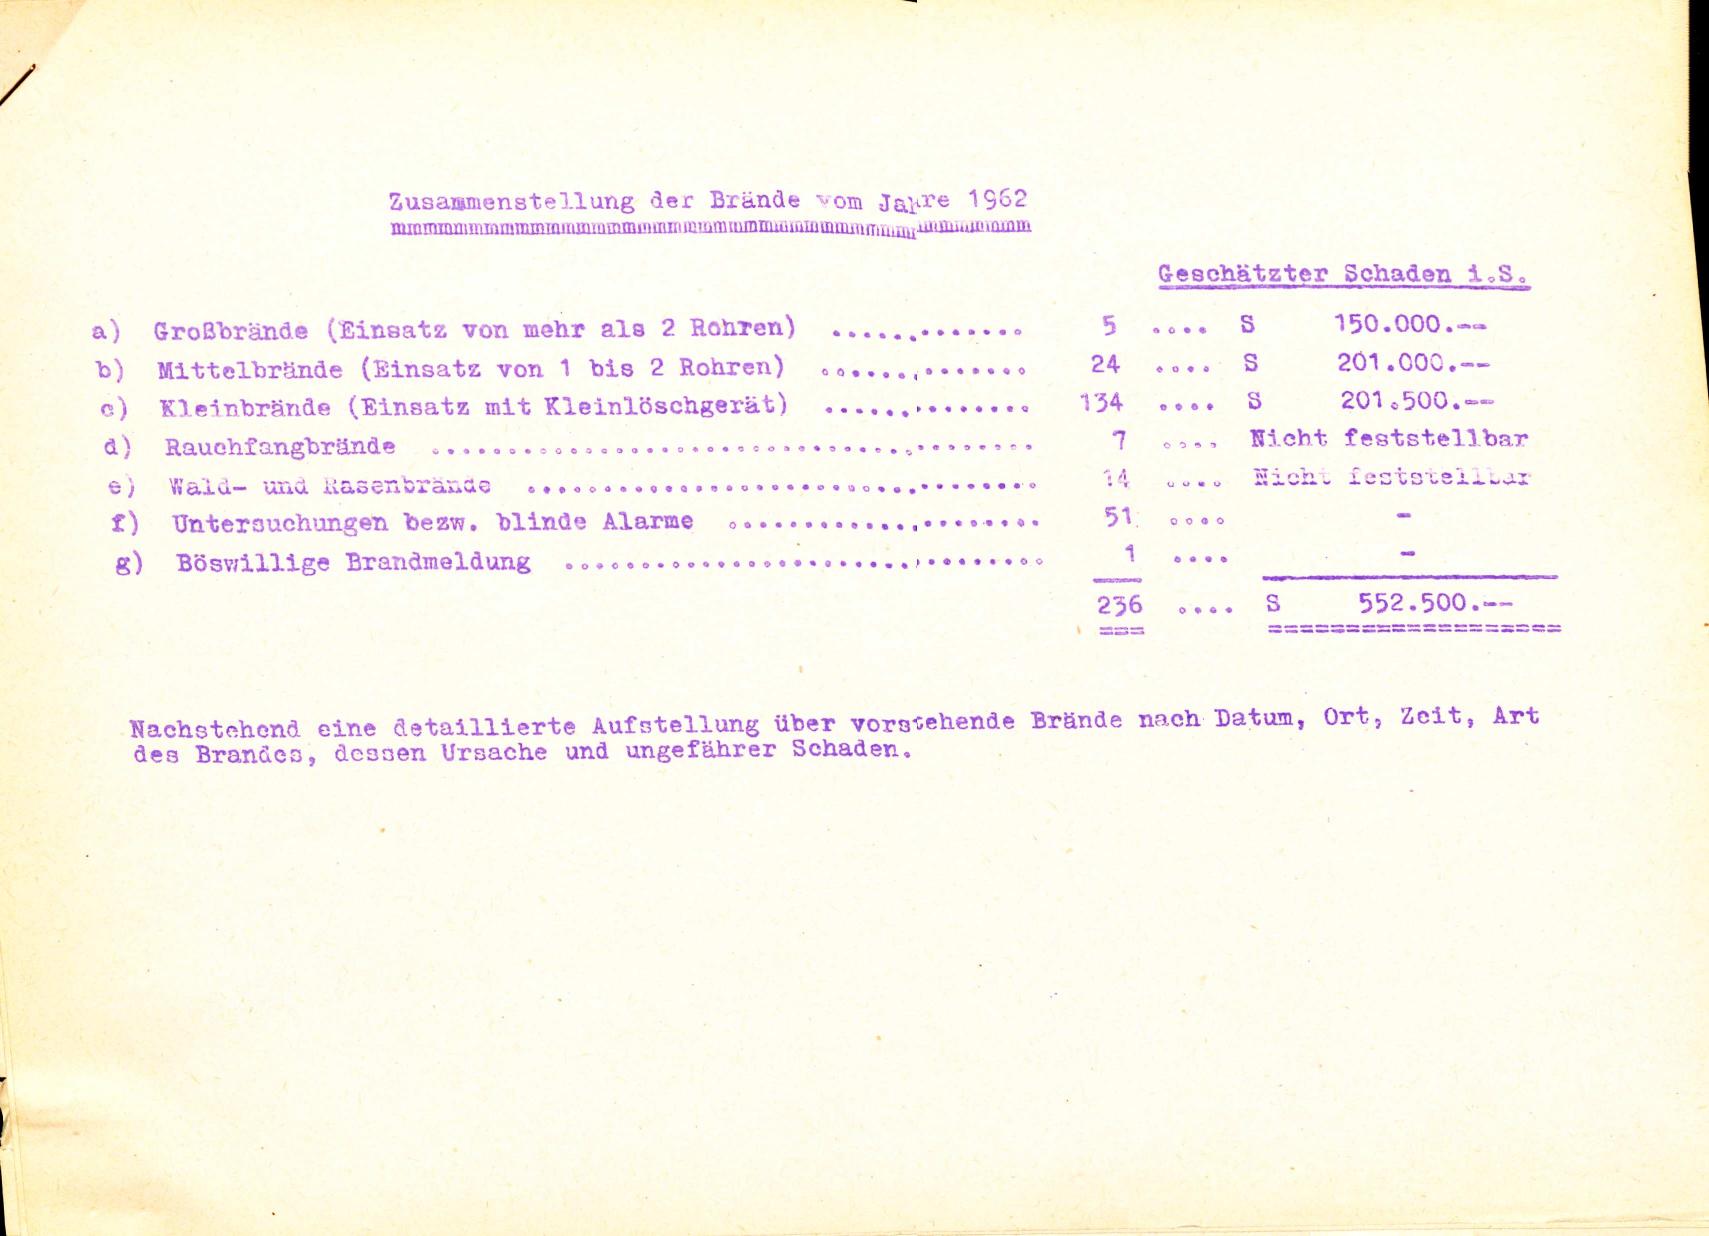 Zusammenstellung der Brände vom Jahre 1962
Geschätzter Schaden i.S.
a) Großbrände (Einsatz von mehr als 2 Rohren) ............. 5 .... S 150.000.--
b) Mittelbrände (Einsatz von 1 bis 2 Rohren) .............. 24 .... S 201.000.--
c) Kleinbrände (Einsatz mit Kleinlöschgerät) .............. 134 .... S 201.500.--
d) Rauchfangbrände ........................................ 7 .... Nicht feststellbar
e) Wald- und Rasenbrände .................................. 14 .... Nicht feststellbar
f) Untersuchungen bezw. blinde Alarme ..................... 51 .... -
g) Böswillige Brandmeldung ................................ 1 .... -
236 .... S 552.500.--
=== ===================
Nachstehend eine detaillierte Aufstellung über vorstehende Brände nach Datum, Ort, Zeit, Art
des Brandes, dessen Ursache und ungefährer Schaden.